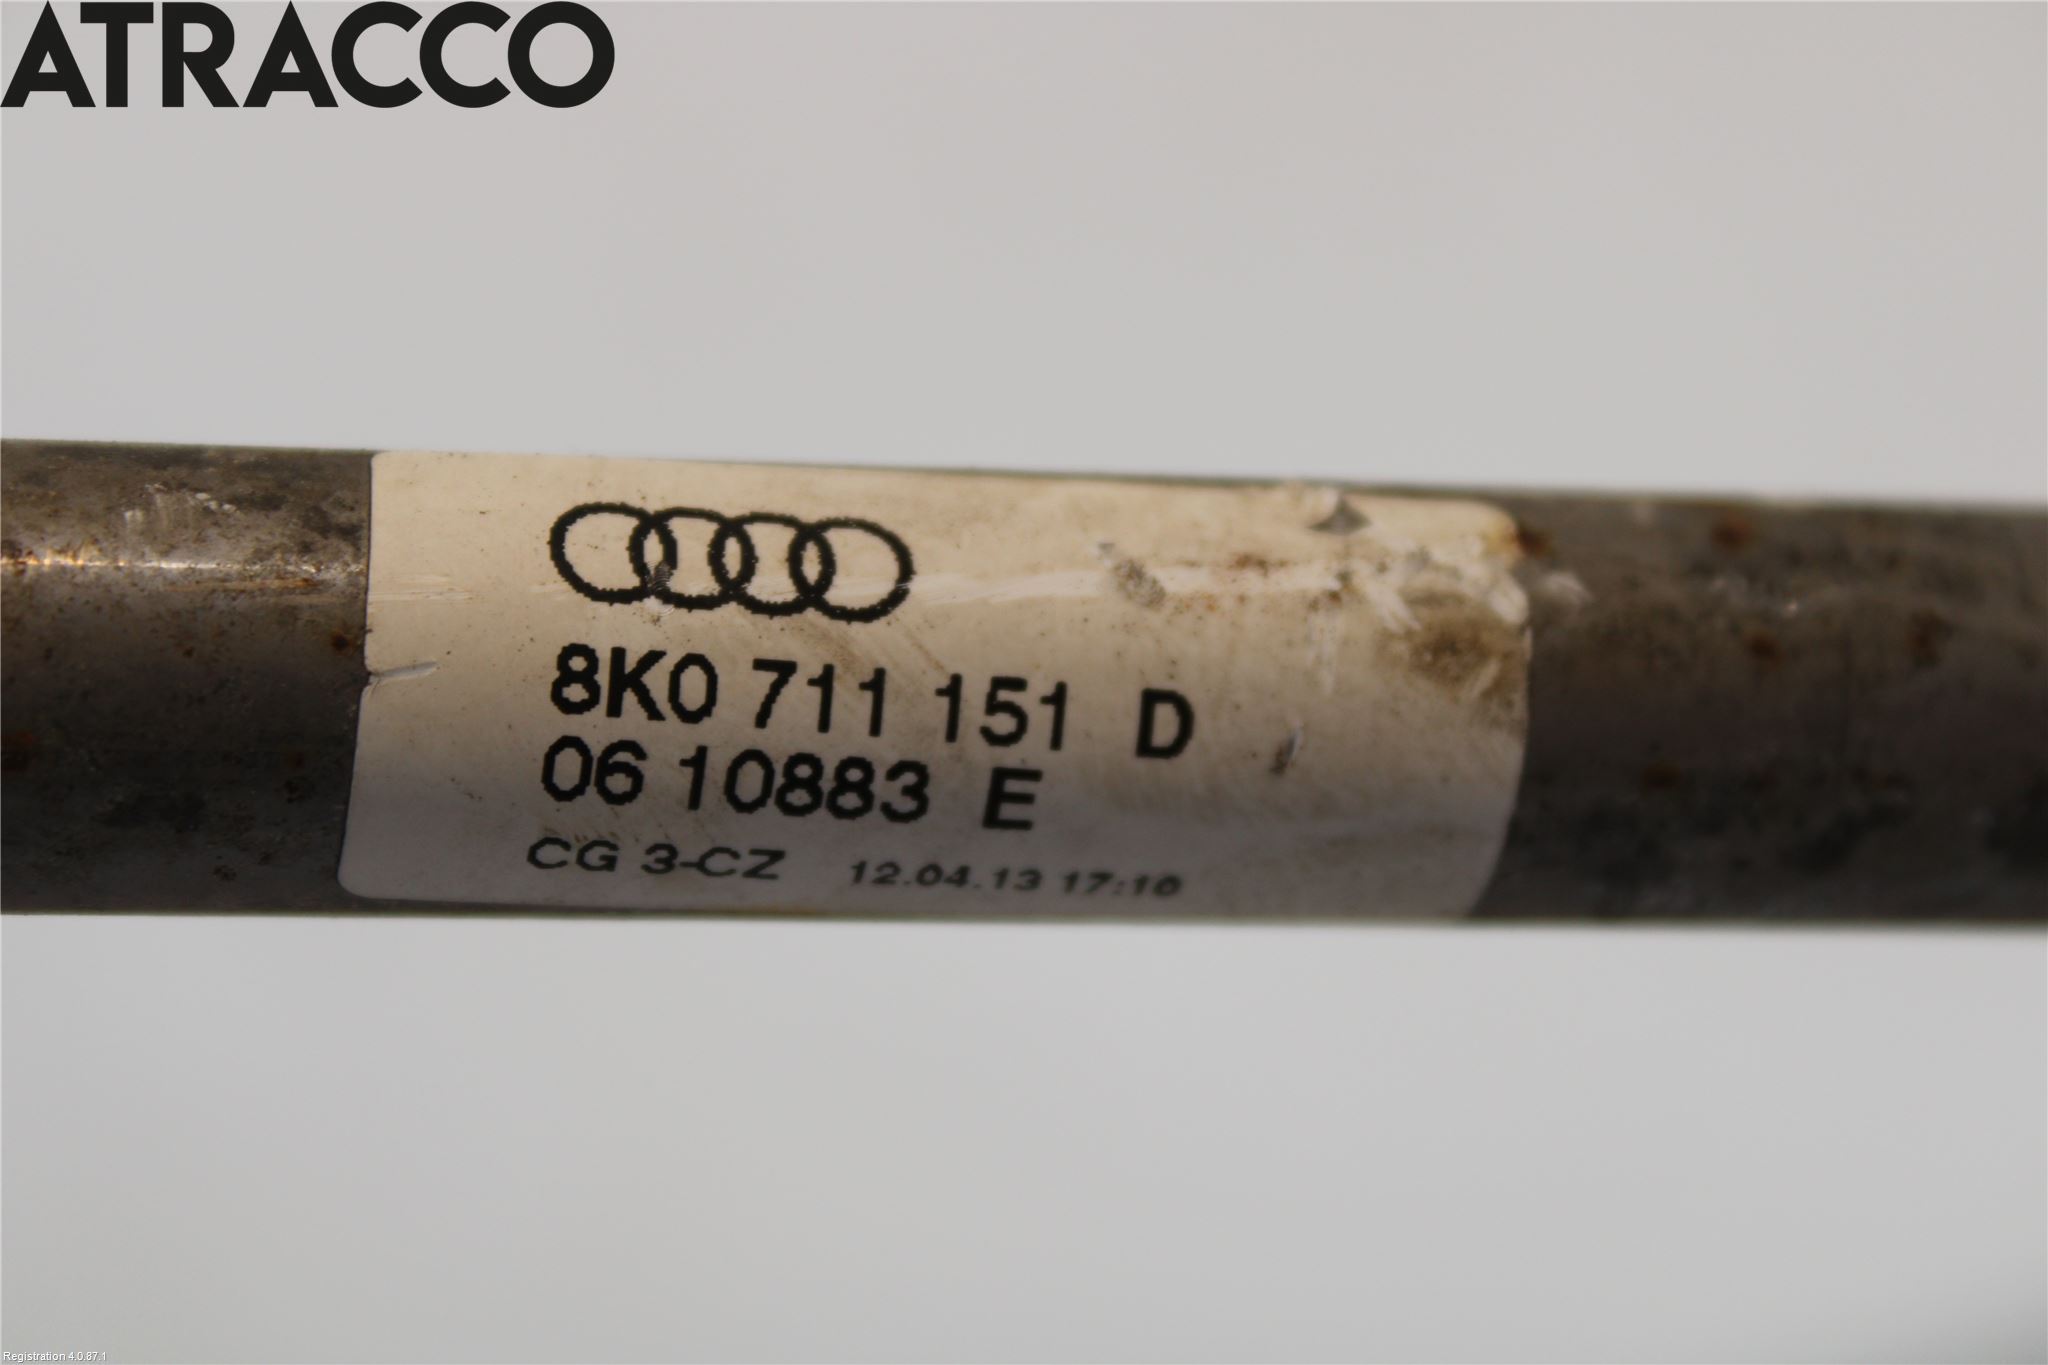 ATRACCO
8K0 711 151 D
06 10883 E
CG 3-CZ 12.04.13 17:10
Registration 4.0.87.1